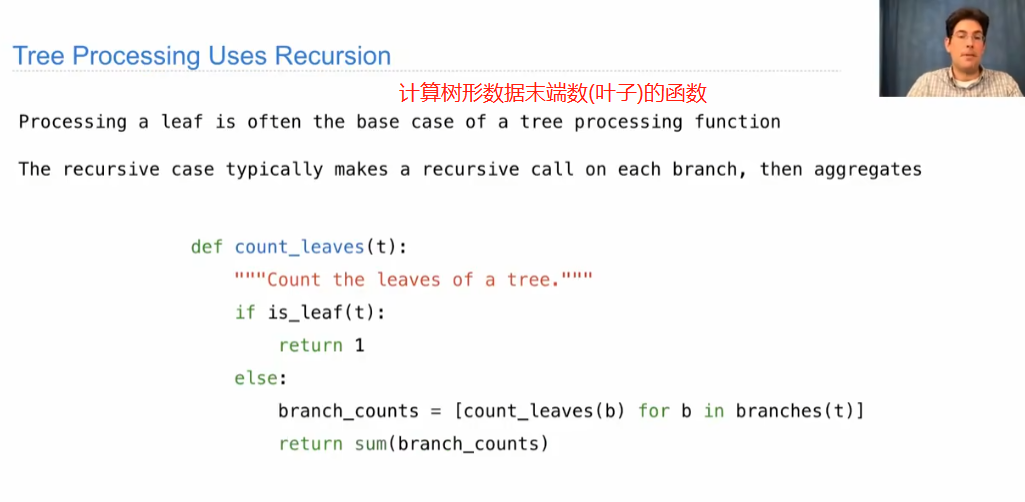 Tree Processing Uses Recursion
计算树形数据末端数(叶子)的函数
Processing a leaf is often the base case of a tree processing function
The recursive case typically makes a recursive call on each branch, then aggregates
def count_leaves(t):
"""Count the leaves of a tree."""
if is_leaf(t):
return 1
else:
branch_counts = [count_leaves(b) for b in branches(t)]
return sum(branch_counts)